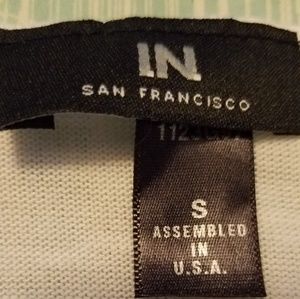 IN.
SAN FRANCISCO
S
ASSEMBLED
IN
U.S.A.